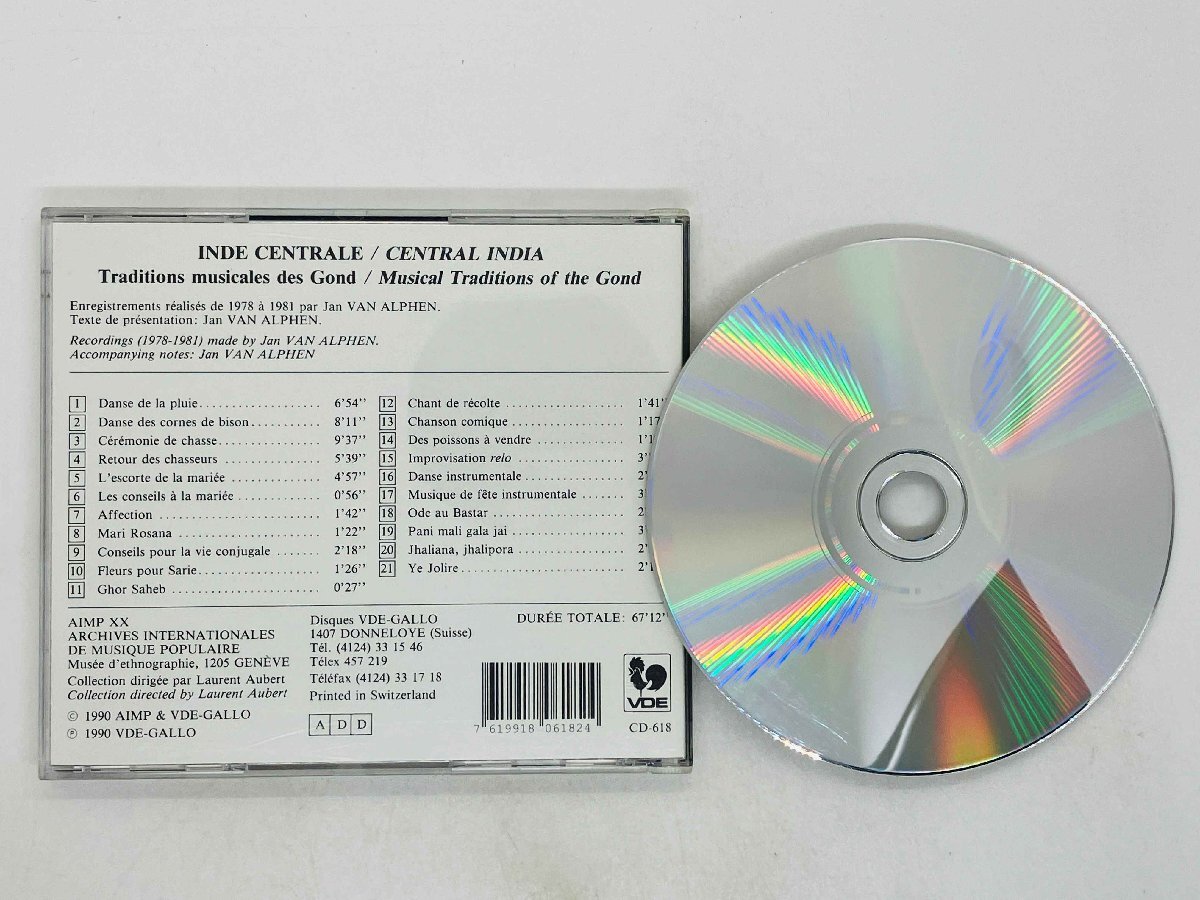 INDE CENTRALE / CENTRAL INDIA
Traditions musicales des Gond / Musical Traditions of the Gond
Enregistrements réalisés de 1978 à 1981 par Jan VAN ALPHEN.
Texte de présentation: Jan VAN ALPHEN.
Recordings (1978-1981) made by Jan VAN ALPHEN.
Accompanying notes: Jan VAN ALPHEN
1 Danse de la pluie 6'54''
2 Danse des cornes de bison 8'11''
3 Cérémonie de chasse 9'37''
4 Retour des chasseurs 5'39''
5 L'escorte de la mariée 4'57''
6 Les conseils à la mariée 0'56''
7 Affection 1'42''
8 Mari Rosana 1'22''
9 Conseils pour la vie conjugale 2'18''
10 Fleurs pour Sarie 1'26''
11 Ghor Saheb 0'27''
12 Chant de récolte 1'41''
13 Chanson comique
14 Des poissons à vendre
15 Improvisation relo
16 Danse instrumentale
17 Musique de fête instrumentale
18 Ode au Bastar
19 Pani mali gala jai
20 Jhaliana, jhalipora
21 Ye Jolire
AIMP XX
ARCHIVES INTERNATIONALES
DE MUSIQUE POPULAIRE
Musée d'ethnographie, 1205 GENÈVE
Collection dirigée par Laurent Aubert
Collection directed by Laurent Aubert
© 1990 AIMP & VDE-GALLO
℗ 1990 VDE-GALLO
Disques VDE-GALLO
1407 DONNELOYE (Suisse)
Tél. (4124) 33 15 46
Télex 457 219
Téléfax (4124) 33 17 18
Printed in Switzerland
A D D
DURÉE TOTALE: 67'12''
7 619918 061824
VDE
CD-618